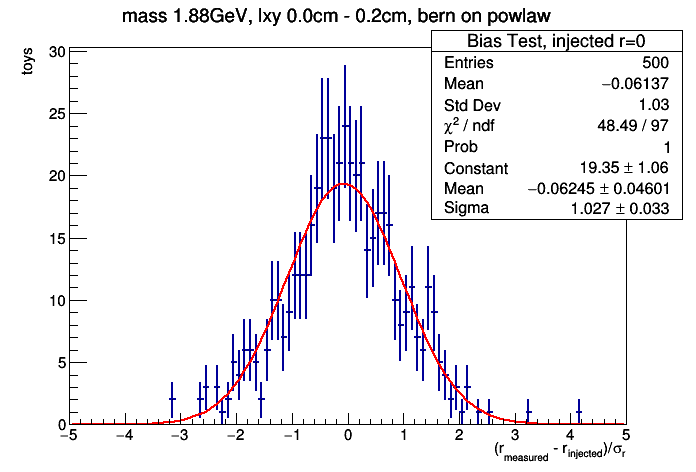 mass 1.88GeV, lxy 0.0cm - 0.2cm, bern on powlaw
Bias Test, injected r=0
Entries 500
Mean −0.06137
Std Dev 1.03
χ² / ndf 48.49 / 97
Prob 1
Constant 19.35 ± 1.06
Mean −0.06245 ± 0.04601
Sigma 1.027 ± 0.033
toys
30
25
20
15
10
5
0
−5 −4 −3 −2 −1 0 1 2 3 4 5
(r_measured - r_injected)/σ_r